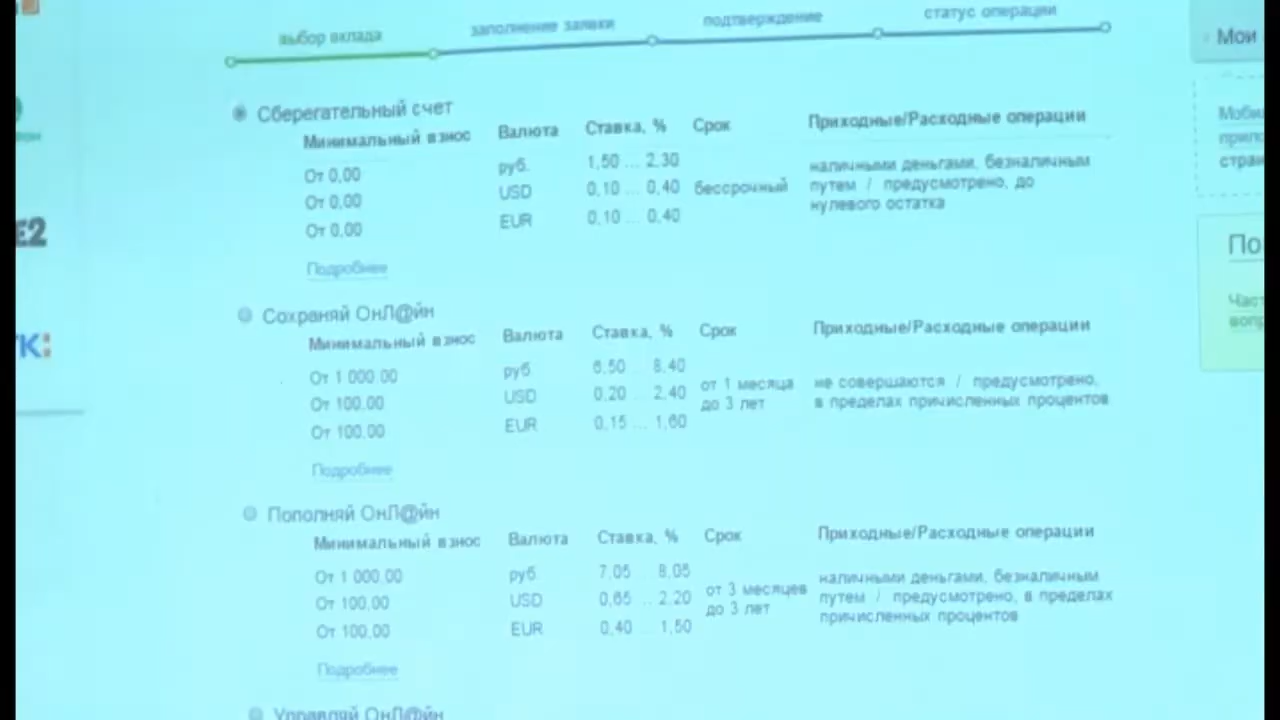 выбор вклада заполнение заявки подтверждение статус операции
Сберегательный счет
Минимальный взнос Валюта Ставка, % Срок Приходные/Расходные операции
От 0,00 руб. 1,50 ... 2,30
От 0,00 USD 0,10 ... 0,40
От 0,00 EUR 0,10 ... 0,40
бессрочный
наличными деньгами, безналичным
путем / предусмотрено, до
нулевого остатка
Подробнее
Сохраняй ОнЛ@йн
Минимальный взнос Валюта Ставка, % Срок Приходные/Расходные операции
От 1 000,00 руб. 6,50 ... 8,40
От 100,00 USD 0,20 ... 2,40
От 100,00 EUR 0,15 ... 1,60
от 1 месяца
до 3 лет
не совершаются / предусмотрено,
в пределах причисленных процентов
Подробнее
Пополняй ОнЛ@йн
Минимальный взнос Валюта Ставка, % Срок Приходные/Расходные операции
От 1 000,00 руб. 7,05 ... 8,05
От 100,00 USD 0,65 ... 2,20
От 100,00 EUR 0,40 ... 1,50
от 3 месяцев
до 3 лет
наличными деньгами, безналичным
путем / предусмотрено, в пределах
причисленных процентов
Подробнее
Управляй ОнЛ@йн
E2
ТК:
Мои